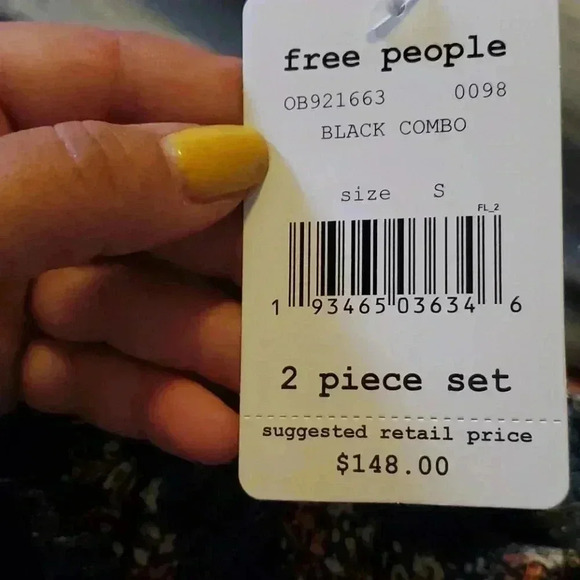 free people
OB921663 0098
BLACK COMBO
size S
FL_2
1 93465 03634 6
2 piece set
suggested retail price
$148.00